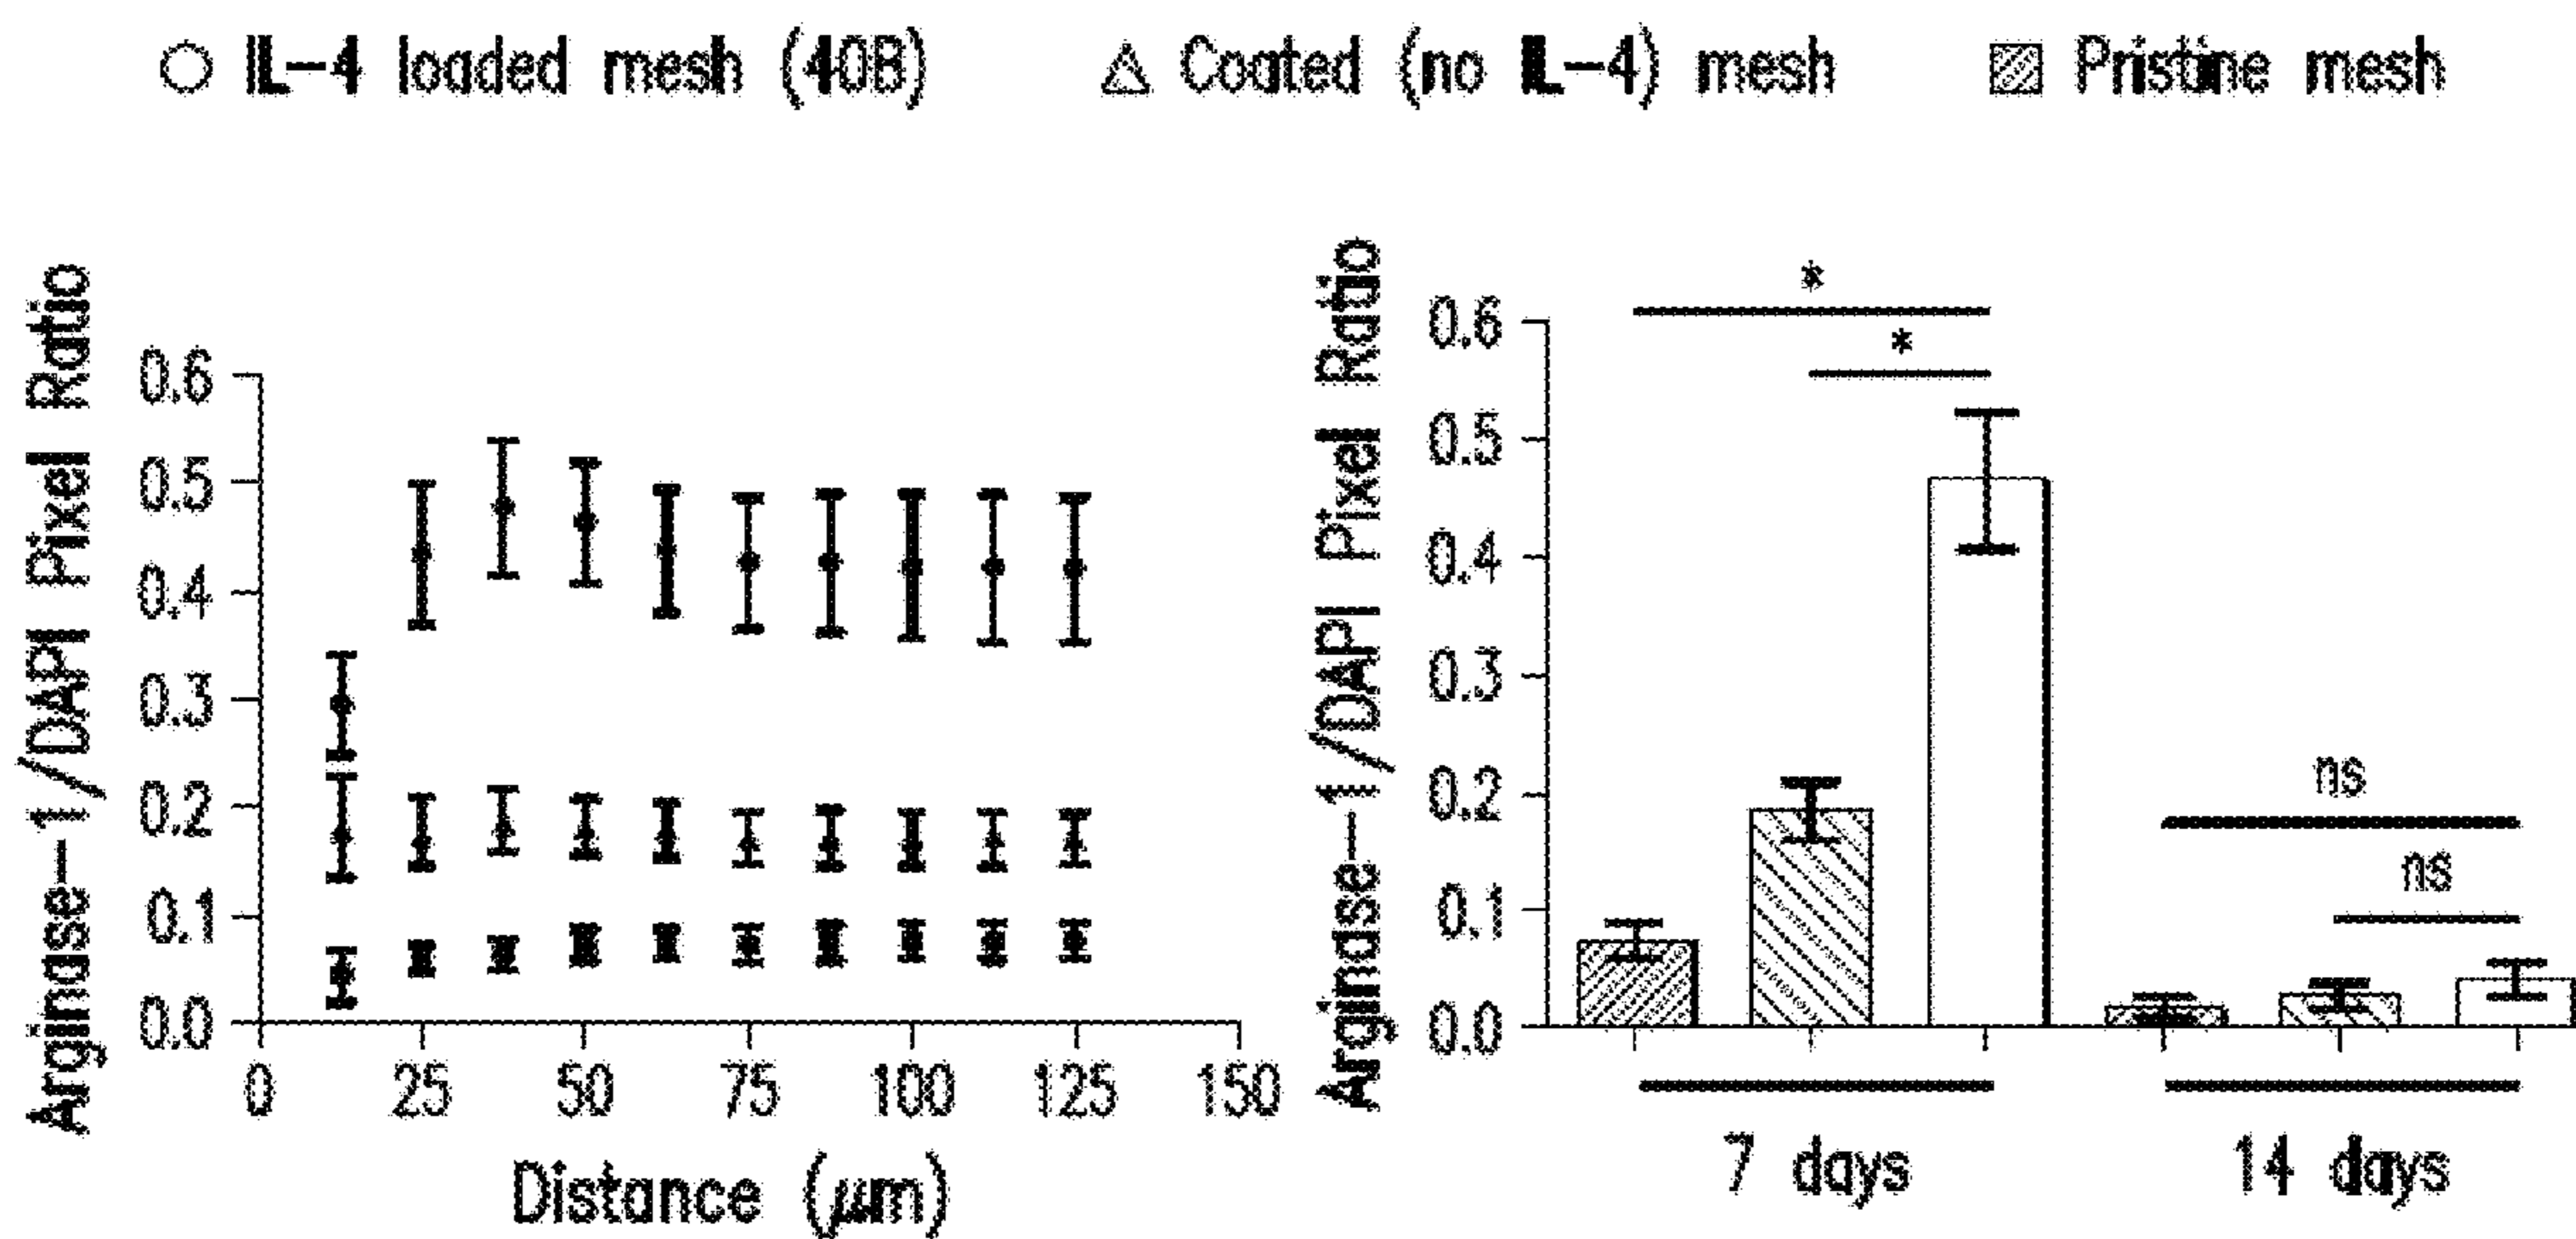 IL-4 loaded mesh (40B) Coated (no IL-4) mesh Pristine mesh
Arginase-1/DAPI Pixel Ratio
0.6
0.5
0.4
0.3
0.2
0.1
0.0
0 25 50 75 100 125 150
Distance (μm)
Arginase-1/DAPI Pixel Ratio
0.6
0.5
0.4
0.3
0.2
0.1
0.0
*
*
ns
ns
7 days 14 days